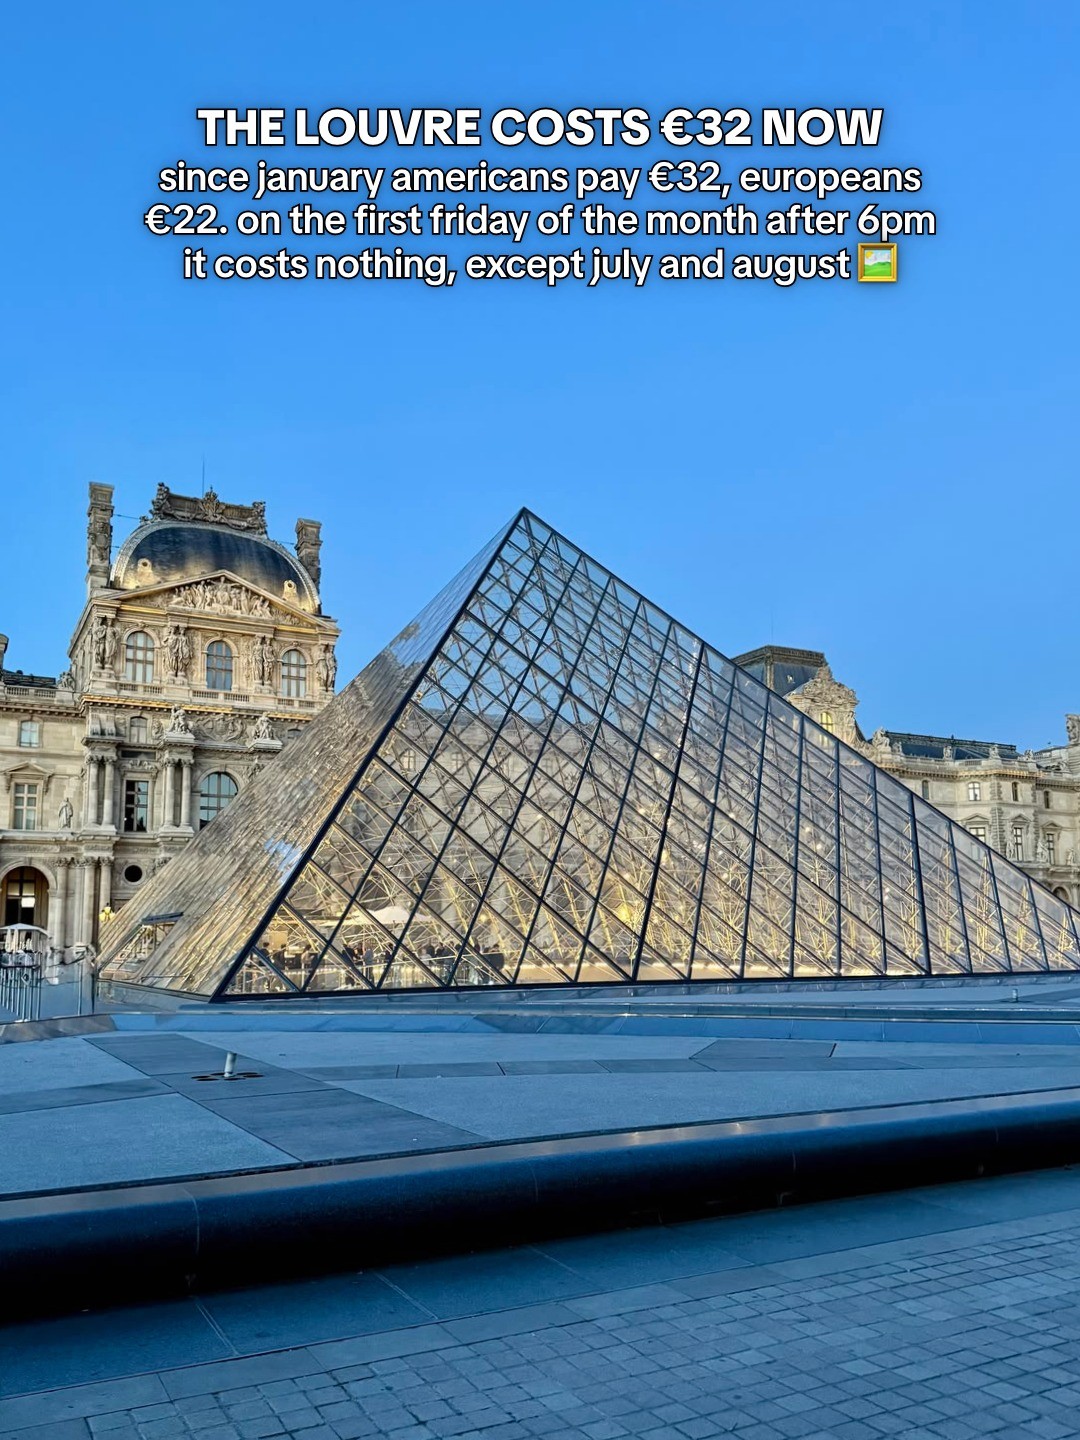 THE LOUVRE COSTS €32 NOW
since january americans pay €32, europeans
€22. on the first friday of the month after 6pm
it costs nothing, except july and august 🖼️